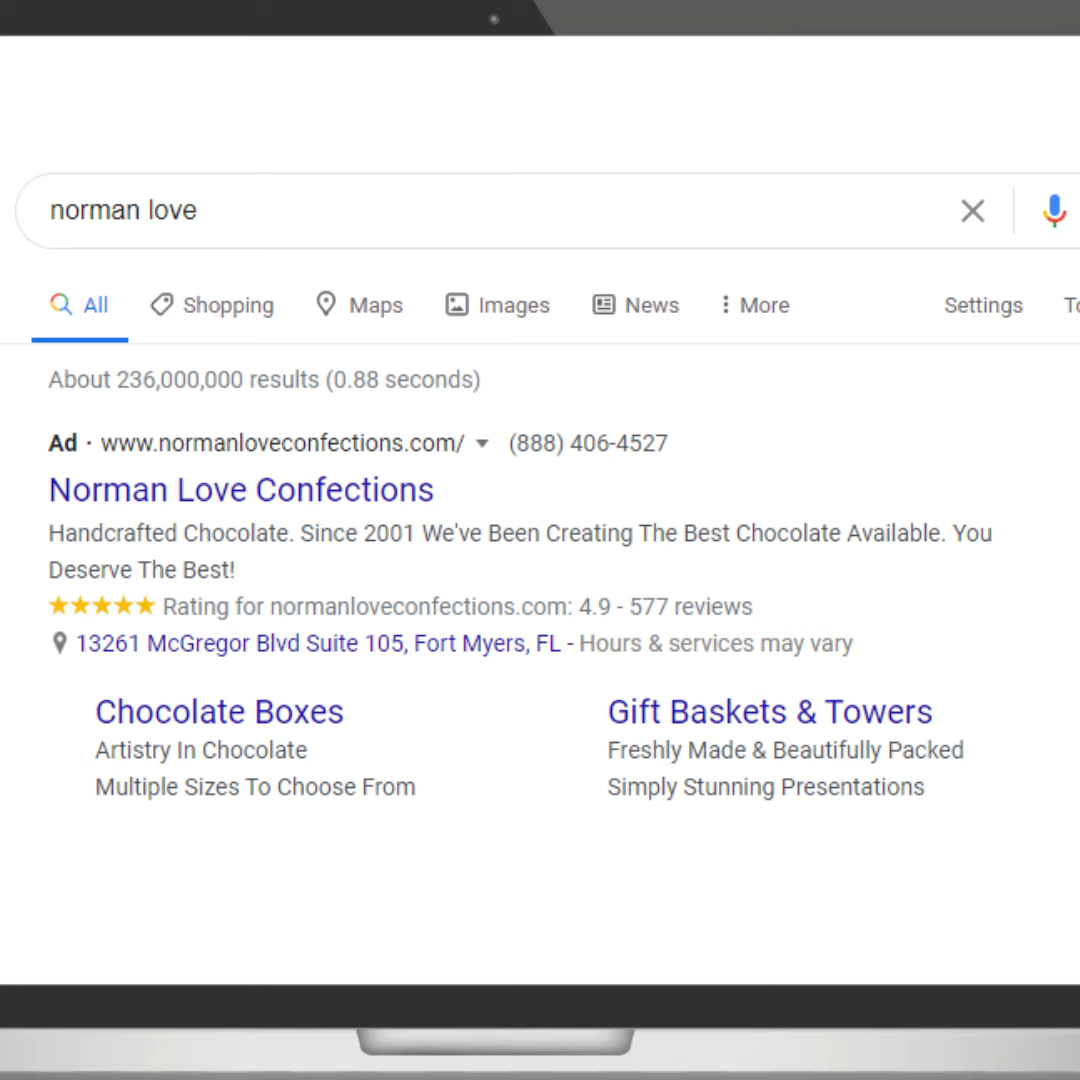 norman love
All Shopping Maps Images News More Settings
About 236,000,000 results (0.88 seconds)
Ad · www.normanloveconfections.com/ (888) 406-4527
Norman Love Confections
Handcrafted Chocolate. Since 2001 We've Been Creating The Best Chocolate Available. You
Deserve The Best!
Rating for normanloveconfections.com: 4.9 - 577 reviews
13261 McGregor Blvd Suite 105, Fort Myers, FL - Hours & services may vary
Chocolate Boxes
Artistry In Chocolate
Multiple Sizes To Choose From
Gift Baskets & Towers
Freshly Made & Beautifully Packed
Simply Stunning Presentations